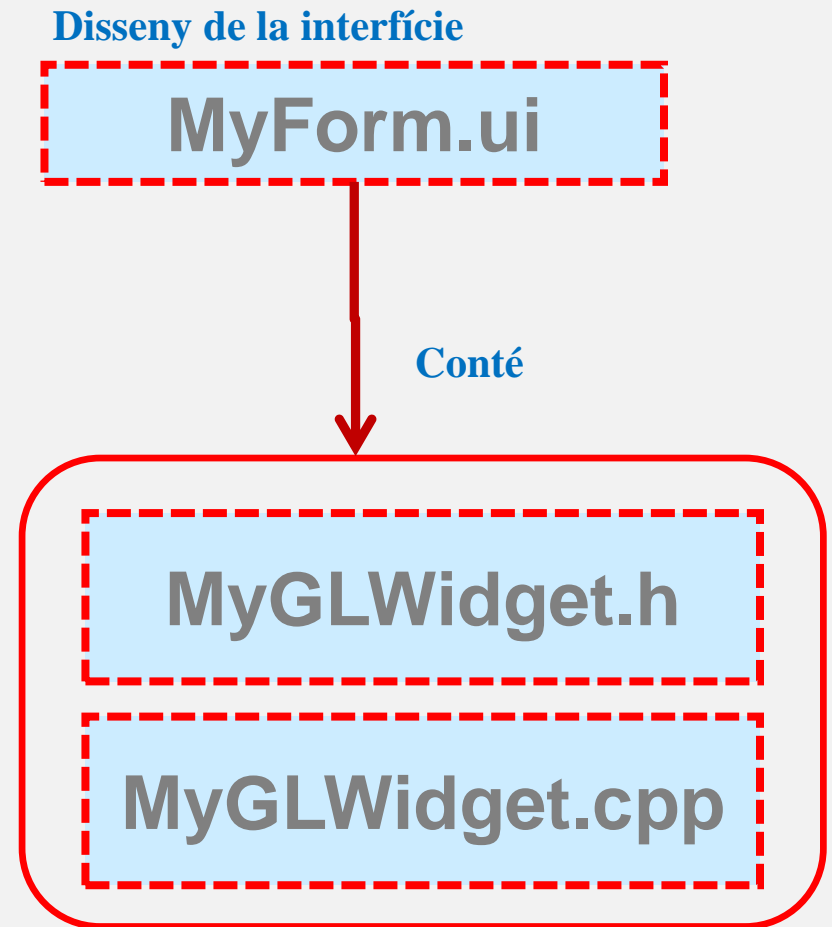 Disseny de la interfície
MyForm.ui
Conté
MyGLWidget.h
MyGLWidget.cpp